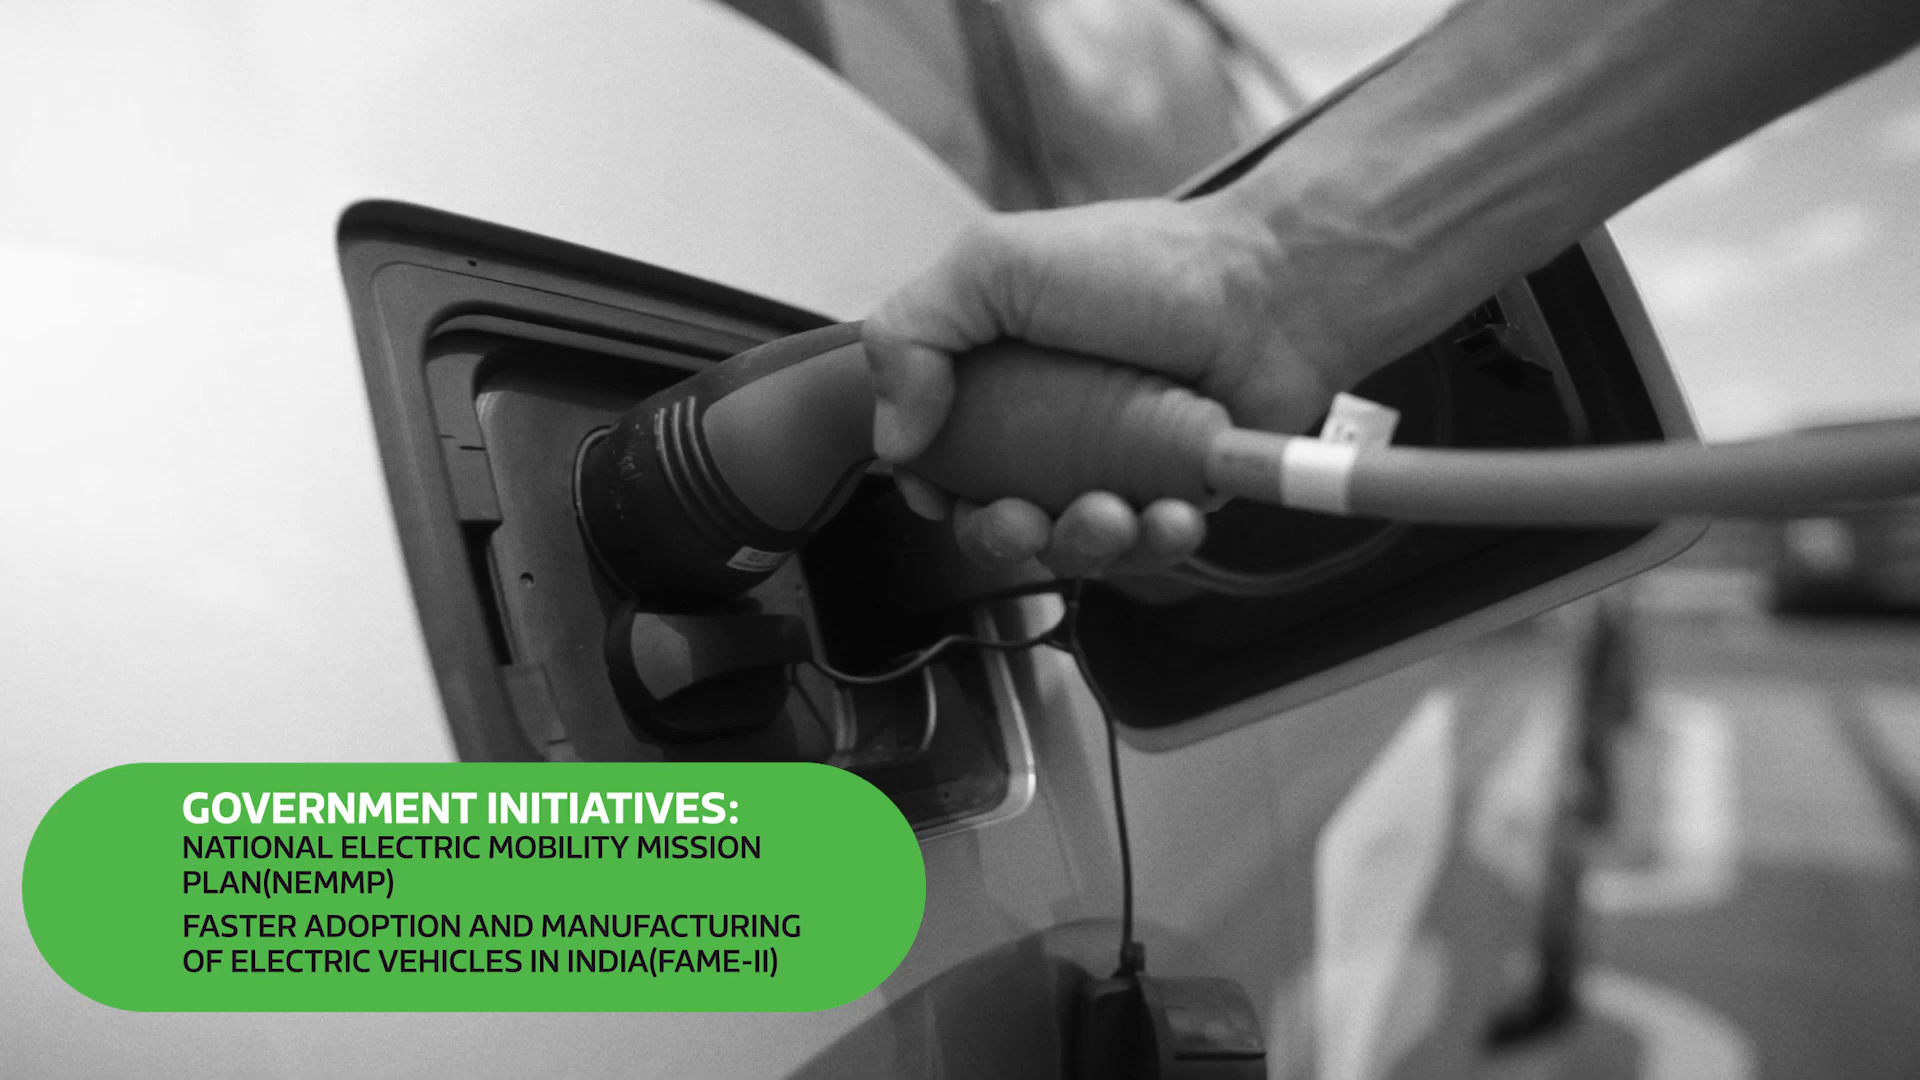 GOVERNMENT INITIATIVES:
NATIONAL ELECTRIC MOBILITY MISSION
PLAN(NEMMP)
FASTER ADOPTION AND MANUFACTURING
OF ELECTRIC VEHICLES IN INDIA(FAME-II)